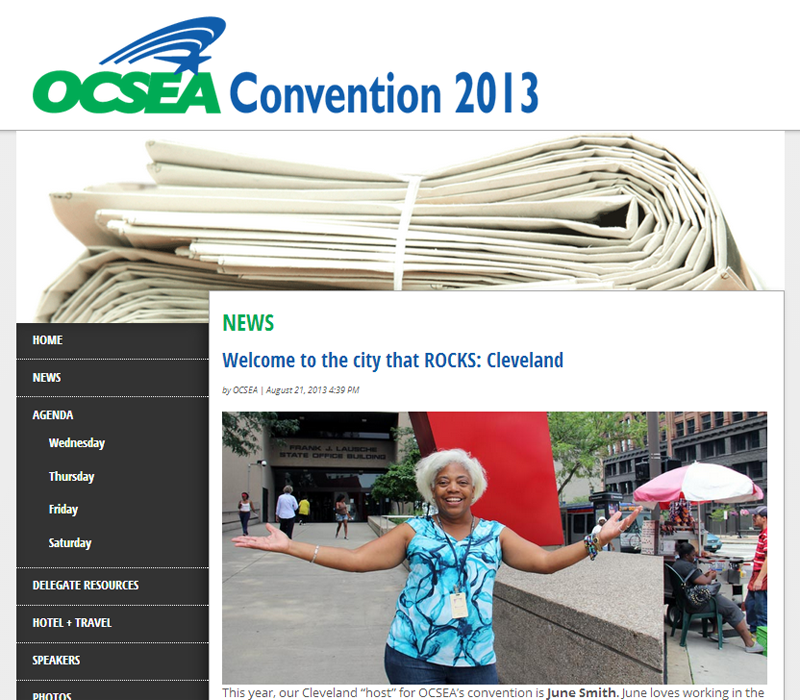 OCSEA Convention 2013
HOME
NEWS
AGENDA
Wednesday
Thursday
Friday
Saturday
DELEGATE RESOURCES
HOTEL + TRAVEL
SPEAKERS
PHOTOS
NEWS
Welcome to the city that ROCKS: Cleveland
by OCSEA | August 21, 2013 4:39 PM
FRANK J. LAUSCHE
STATE OFFICE BUILDING
This year, our Cleveland “host” for OCSEA’s convention is June Smith. June loves working in the